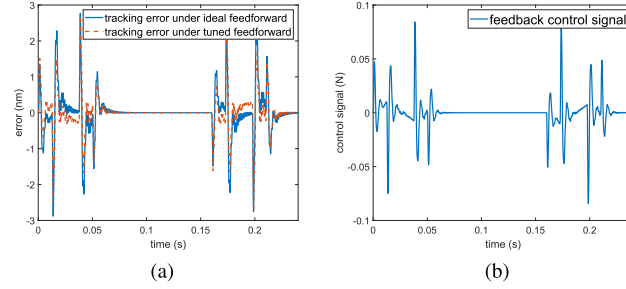 3
2
1
0
-1
-2
-3
error (nm)
tracking error under ideal feedforward
tracking error under tuned feedforward
0
0.05
0.1
0.15
0.2
time (s)
(a)
0.1
0.05
0
-0.05
-0.1
control signal (N)
feedback control signal
0
0.05
0.1
0.15
0.2
time (s)
(b)